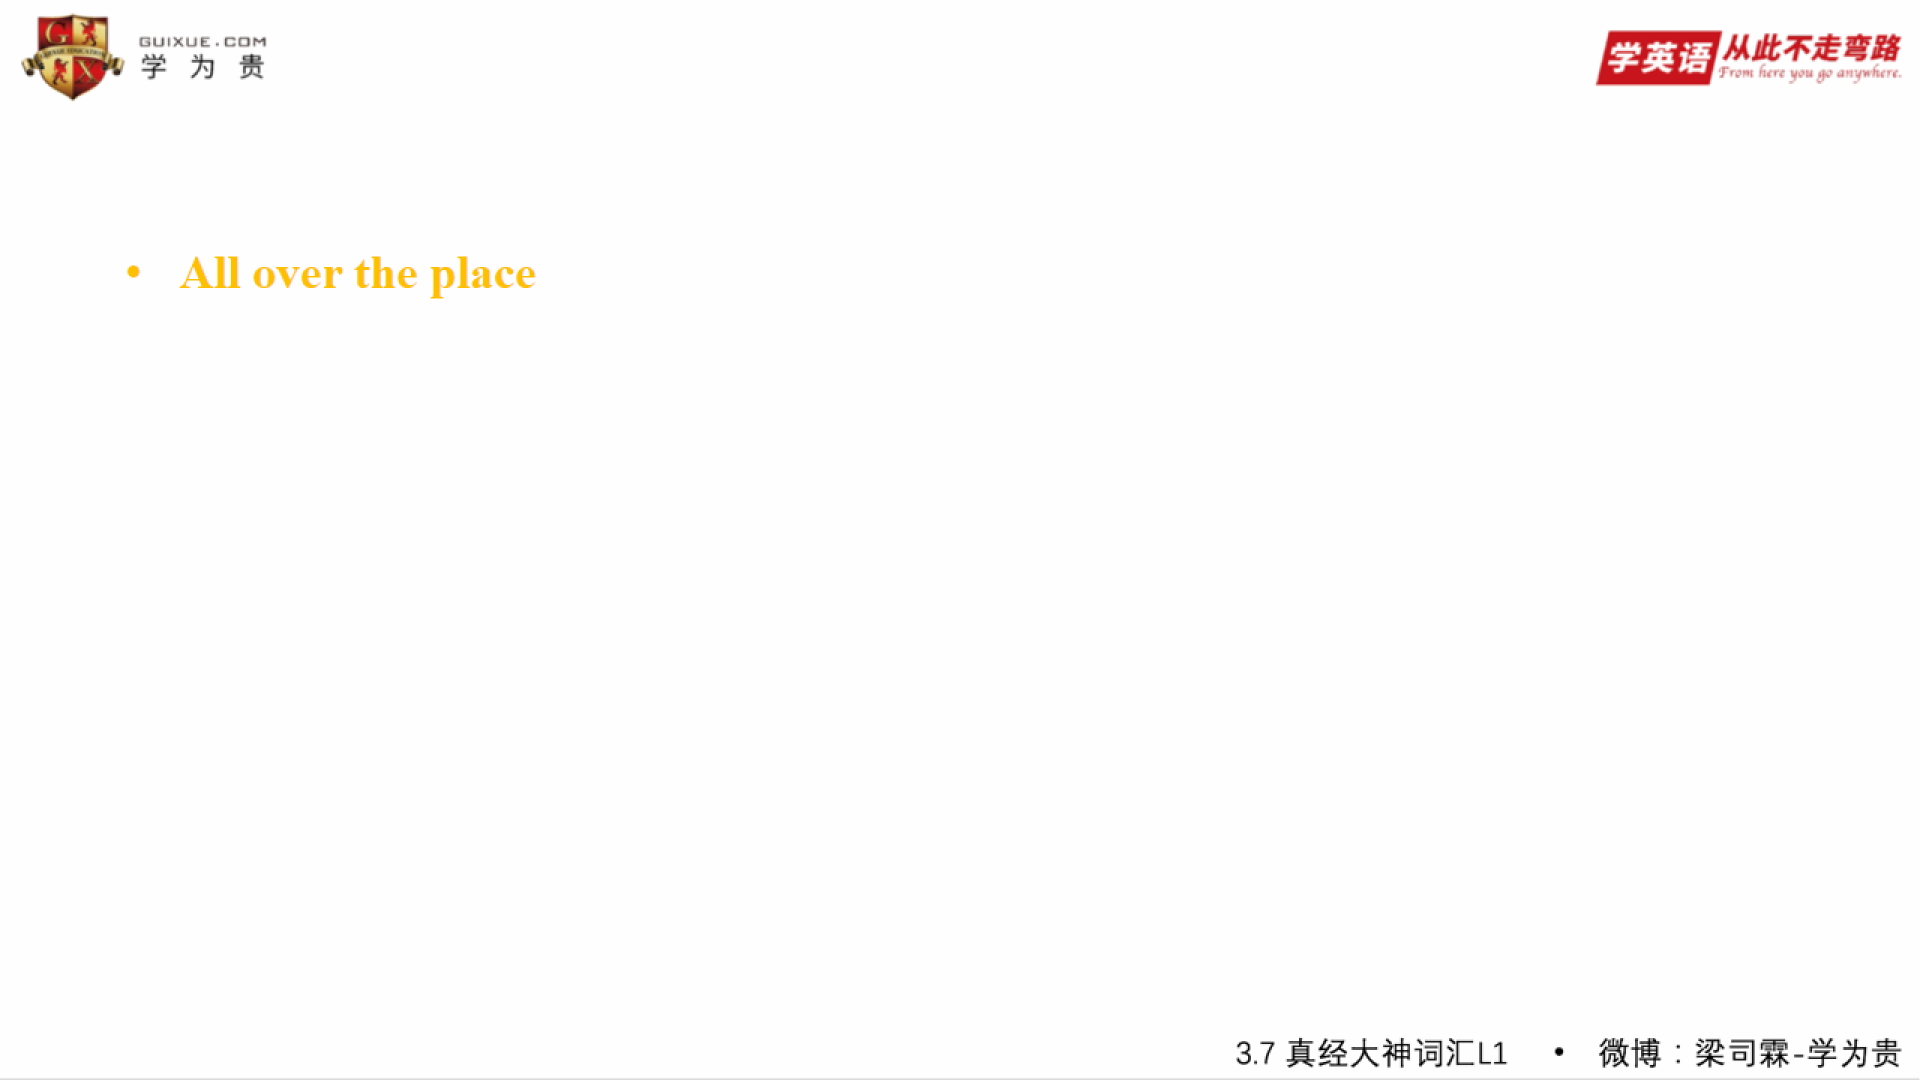 GUIXUE.COM
学为贵
学英语 从此不走弯路
From here you go anywhere.
• All over the place
3.7 真经大神词汇L1 • 微博：梁司霖-学为贵